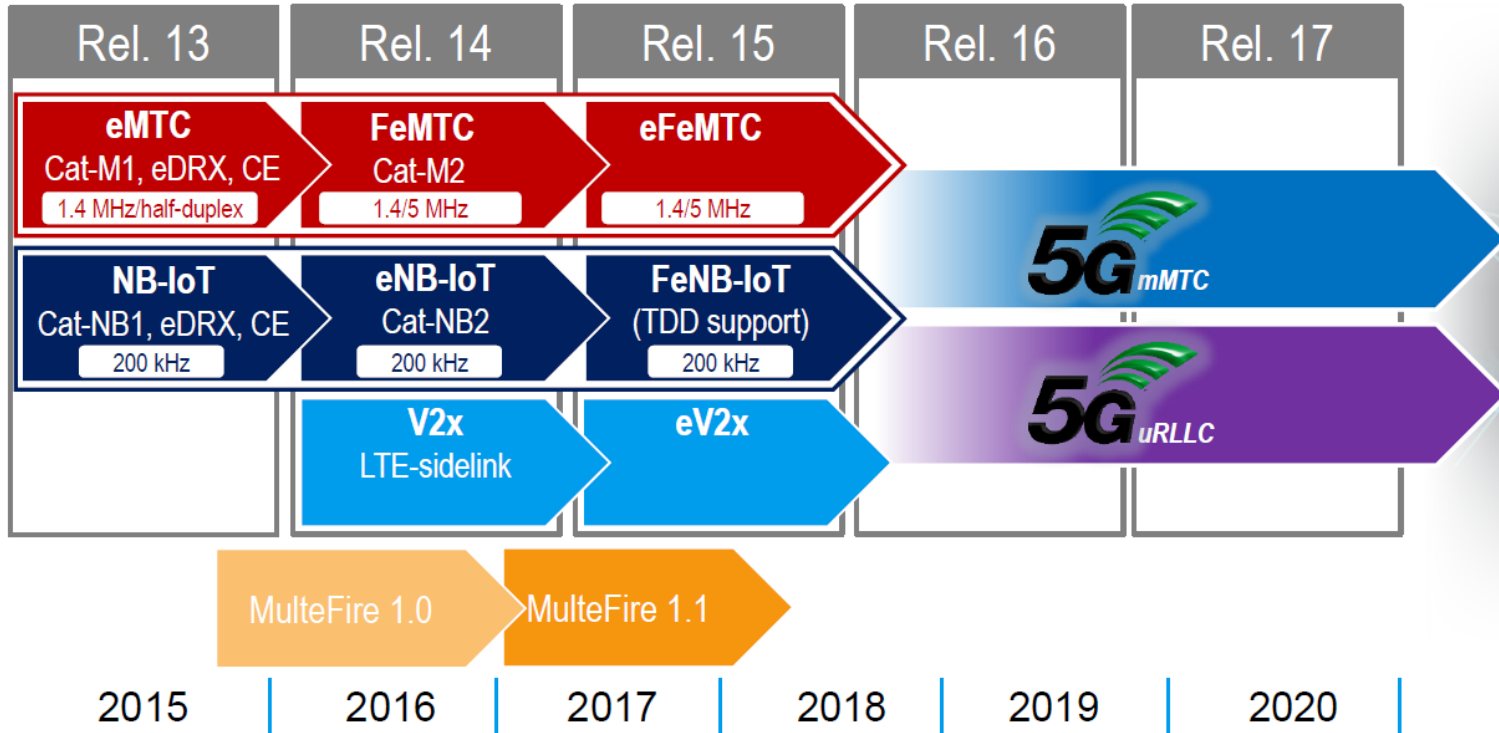 Rel. 13
Rel. 14
Rel. 15
Rel. 16
Rel. 17
eMTC
Cat-M1, eDRX, CE
1.4 MHz/half-duplex
FeMTC
Cat-M2
1.4/5 MHz
eFeMTC
1.4/5 MHz
5G mMTC
NB-IoT
Cat-NB1, eDRX, CE
200 kHz
eNB-IoT
Cat-NB2
200 kHz
FeNB-IoT
(TDD support)
200 kHz
5G uRLLC
V2x
LTE-sidelink
eV2x
MulteFire 1.0
MulteFire 1.1
2015
2016
2017
2018
2019
2020